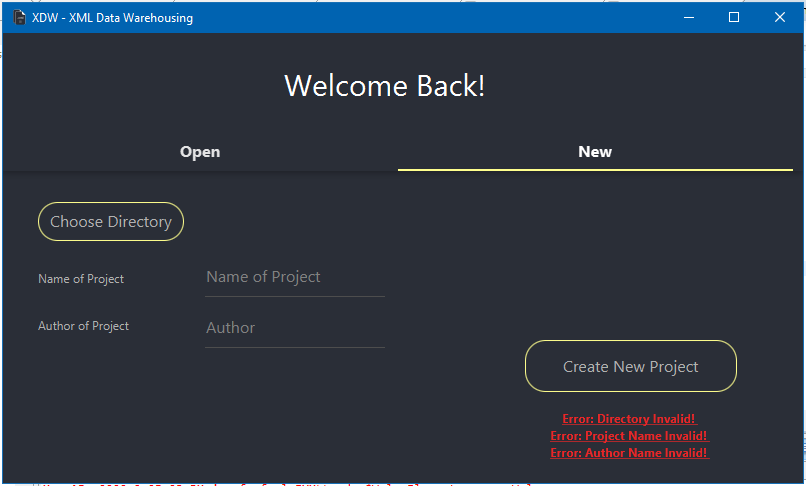 XDW - XML Data Warehousing
Welcome Back!
Open New
Choose Directory
Name of Project Name of Project
Author of Project Author
Create New Project
Error: Directory Invalid!
Error: Project Name Invalid!
Error: Author Name Invalid!